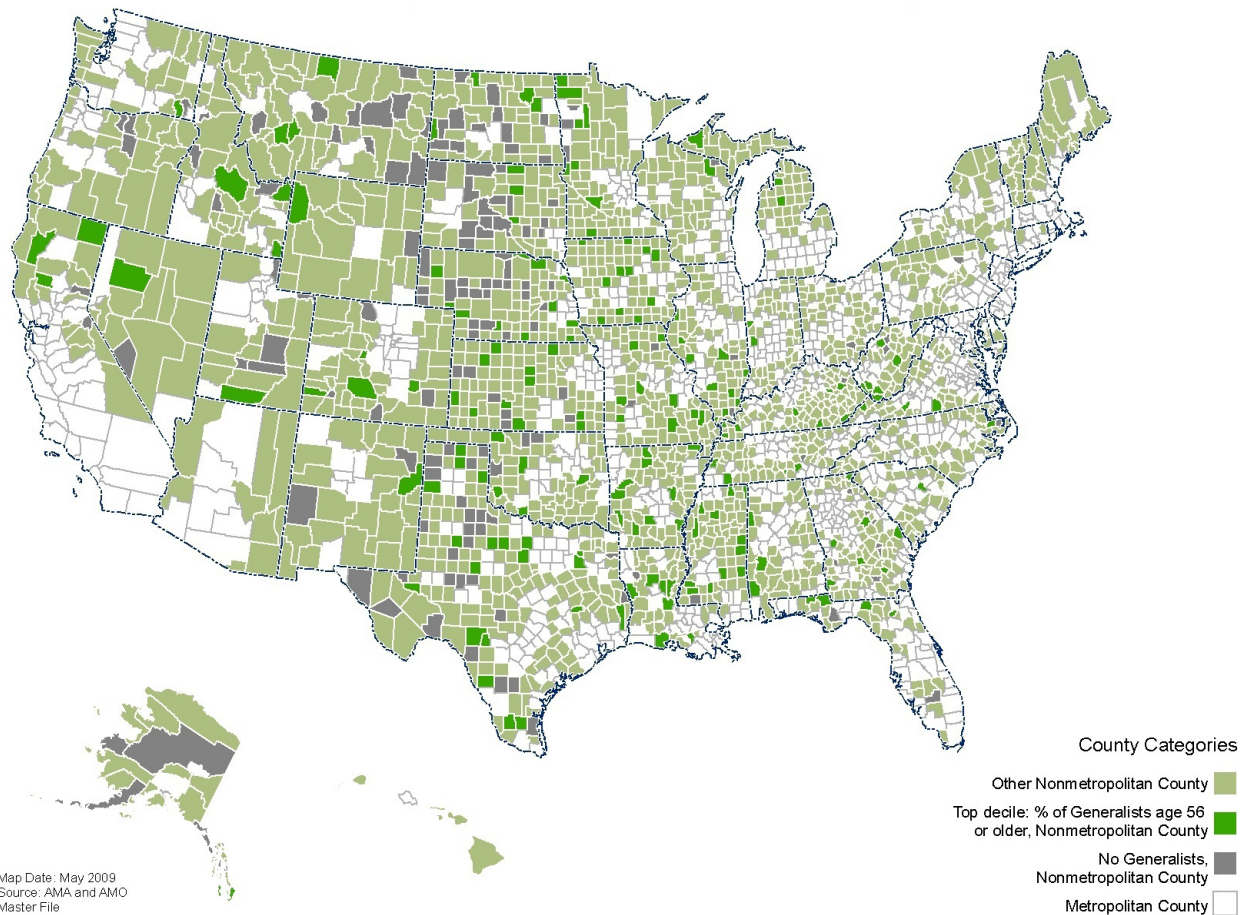 County Categories
Other Nonmetropolitan County
Top decile: % of Generalists age 56
or older, Nonmetropolitan County
No Generalists,
Nonmetropolitan County
Metropolitan County
Map Date: May 2009
Source: AMA and AMO
Master File